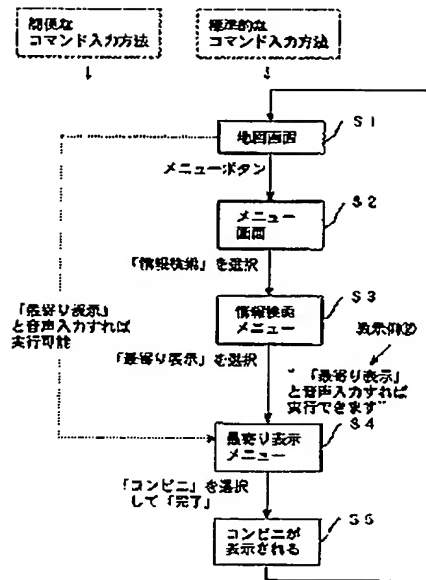 簡便な
コマンド入力方法
標準的な
コマンド入力方法
地図画面
S1
メニューボタン
メニュー
画面
S2
「情報検索」を選択
情報検索
メニュー
S3
「最寄り表示」
と音声入力すれば
実行可能
「最寄り表示」を選択
教示例②
"「最寄り表示」
と音声入力すれば
実行できます"
最寄り表示
メニュー
S4
「コンビニ」を選択
して「完了」
コンビニが
表示される
S5